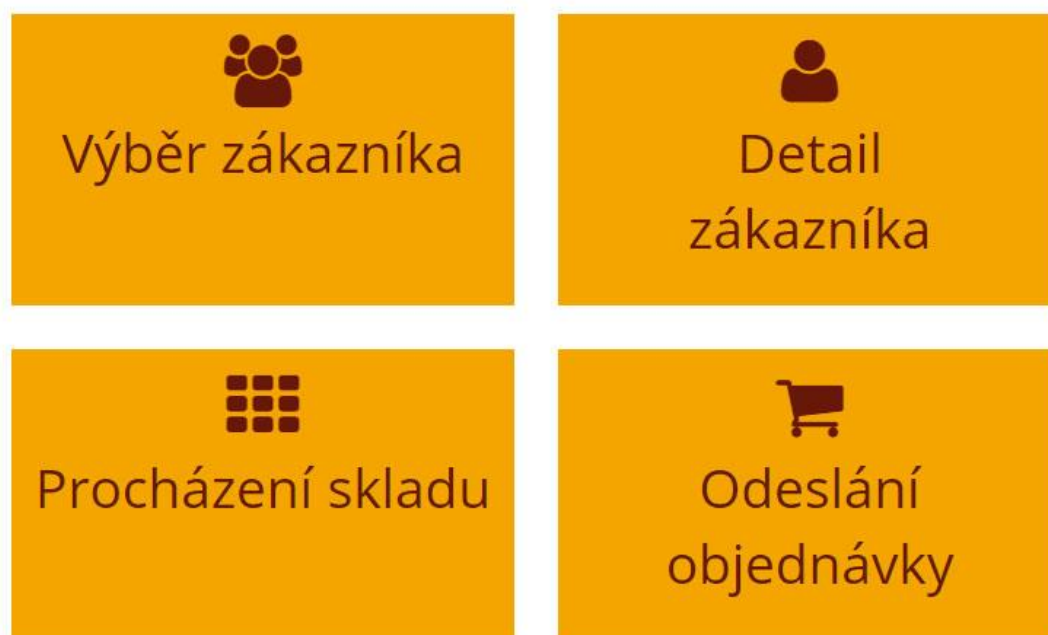 Výběr zákazníka
Detail
zákazníka
Procházení skladu
Odeslání
objednávky